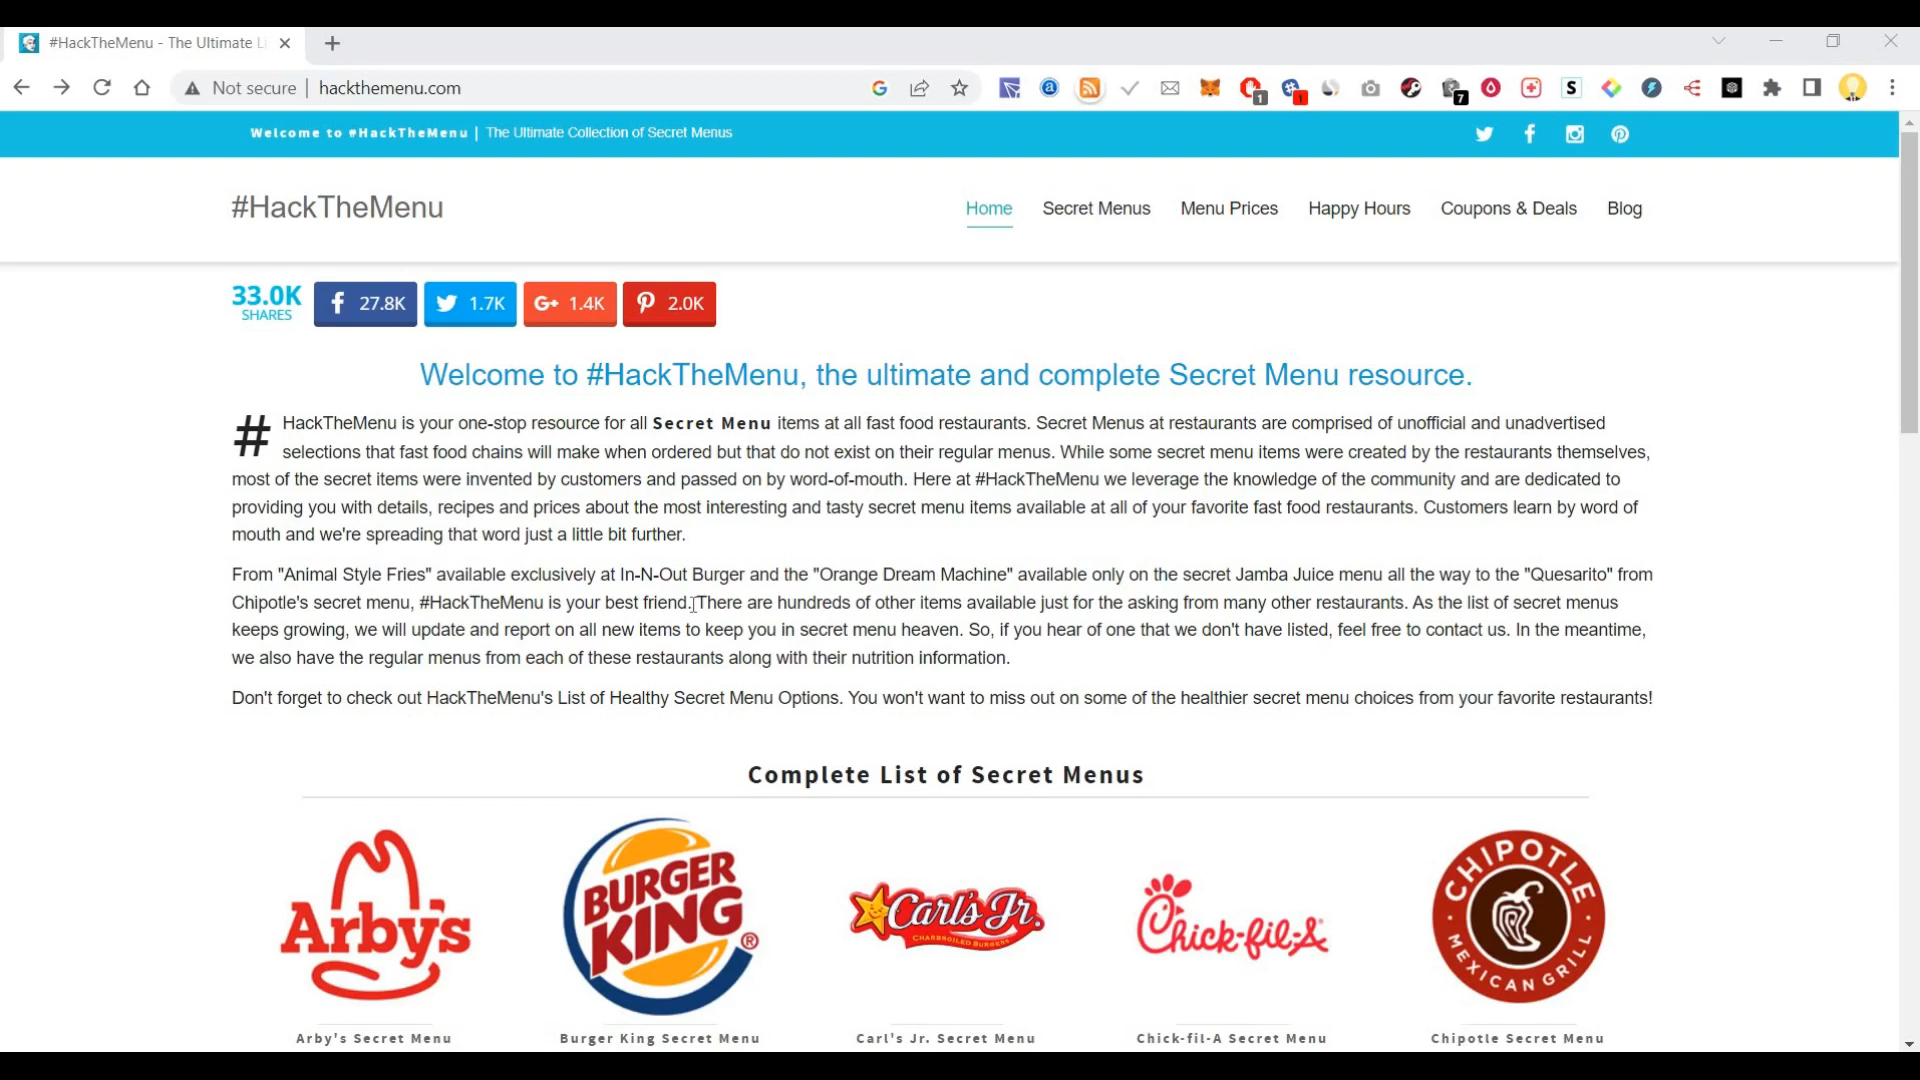 #HackTheMenu - The Ultimate Li
Not secure | hackthemenu.com
1
1
7
S
Welcome to #HackTheMenu | The Ultimate Collection of Secret Menus
#HackTheMenu
Home Secret Menus Menu Prices Happy Hours Coupons & Deals Blog
33.0K
SHARES
27.8K
1.7K
G+ 1.4K
2.0K
Welcome to #HackTheMenu, the ultimate and complete Secret Menu resource.
# HackTheMenu is your one-stop resource for all Secret Menu items at all fast food restaurants. Secret Menus at restaurants are comprised of unofficial and unadvertised
selections that fast food chains will make when ordered but that do not exist on their regular menus. While some secret menu items were created by the restaurants themselves,
most of the secret items were invented by customers and passed on by word-of-mouth. Here at #HackTheMenu we leverage the knowledge of the community and are dedicated to
providing you with details, recipes and prices about the most interesting and tasty secret menu items available at all of your favorite fast food restaurants. Customers learn by word of
mouth and we're spreading that word just a little bit further.
From "Animal Style Fries" available exclusively at In-N-Out Burger and the "Orange Dream Machine" available only on the secret Jamba Juice menu all the way to the "Quesarito" from
Chipotle's secret menu, #HackTheMenu is your best friend. There are hundreds of other items available just for the asking from many other restaurants. As the list of secret menus
keeps growing, we will update and report on all new items to keep you in secret menu heaven. So, if you hear of one that we don't have listed, feel free to contact us. In the meantime,
we also have the regular menus from each of these restaurants along with their nutrition information.
Don't forget to check out HackTheMenu's List of Healthy Secret Menu Options. You won't want to miss out on some of the healthier secret menu choices from your favorite restaurants!
Complete List of Secret Menus
Arby's
BURGER
KING®
Carl's Jr.
CHARBROILED BURGERS
Chick-fil-A
CHIPOTLE
MEXICAN GRILL
Arby's Secret Menu
Burger King Secret Menu
Carl's Jr. Secret Menu
Chick-fil-A Secret Menu
Chipotle Secret Menu